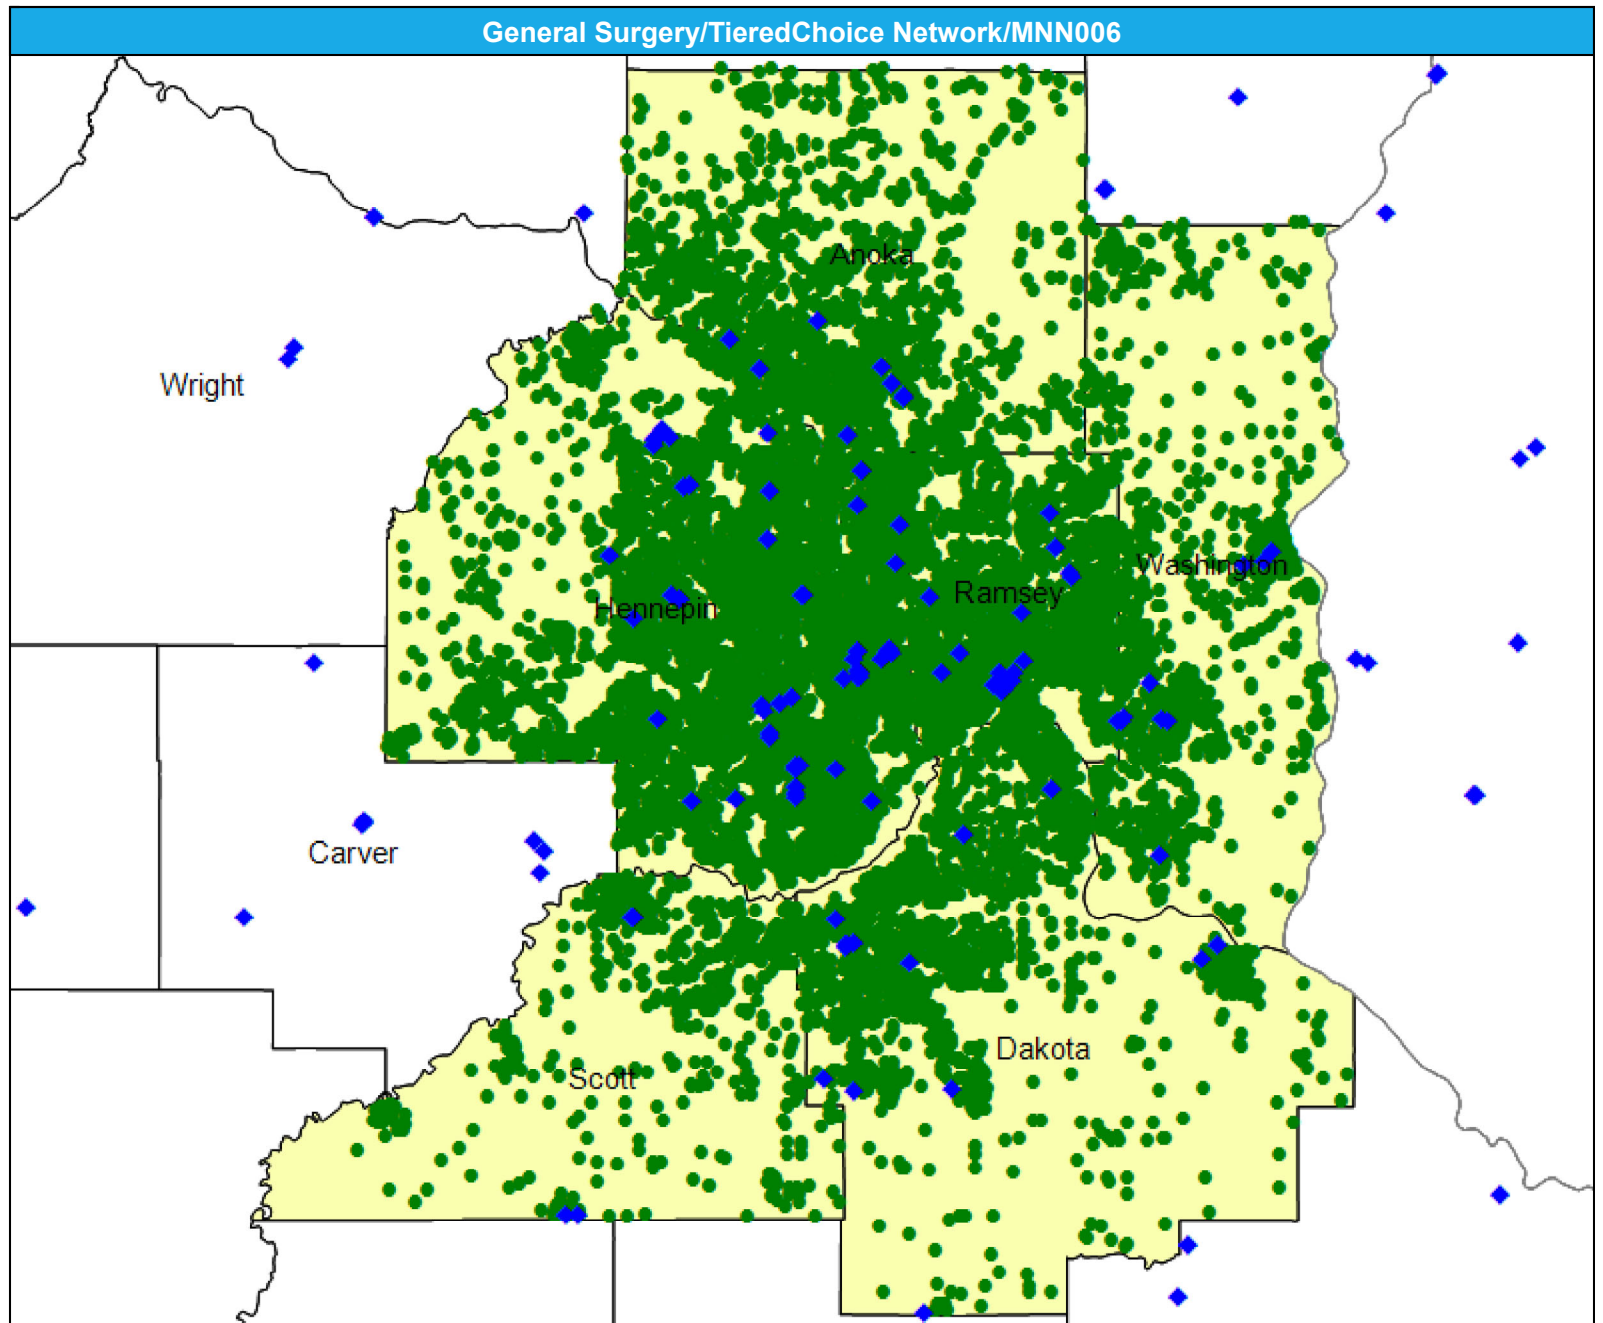 General Surgery/TieredChoice Network/MNN006
Anoka
Wright
Washington
Ramsey
Hennepin
Carver
Dakota
Scott